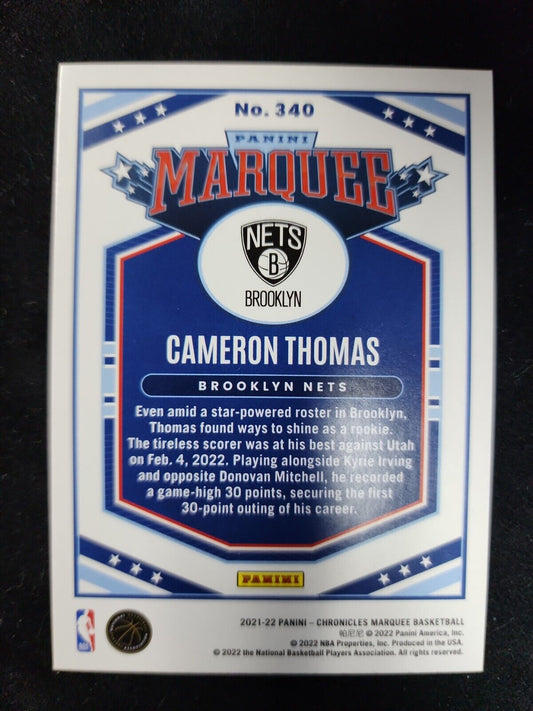 No. 340
PANINI
MARQUEE
NETS
B
BROOKLYN
CAMERON THOMAS
BROOKLYN NETS
Even amid a star-powered roster in Brooklyn,
Thomas found ways to shine as a rookie.
The tireless scorer was at his best against Utah
on Feb. 4, 2022. Playing alongside Kyrie Irving
and opposite Donovan Mitchell, he recorded
a game-high 30 points, securing the first
30-point outing of his career.
PANINI
2021-22 PANINI – CHRONICLES MARQUEE BASKETBALL
帕尼尼 © 2022 Panini America, Inc.
© 2022 NBA Properties, Inc. Produced in the USA.
© 2022 the National Basketball Players Association. All rights reserved.